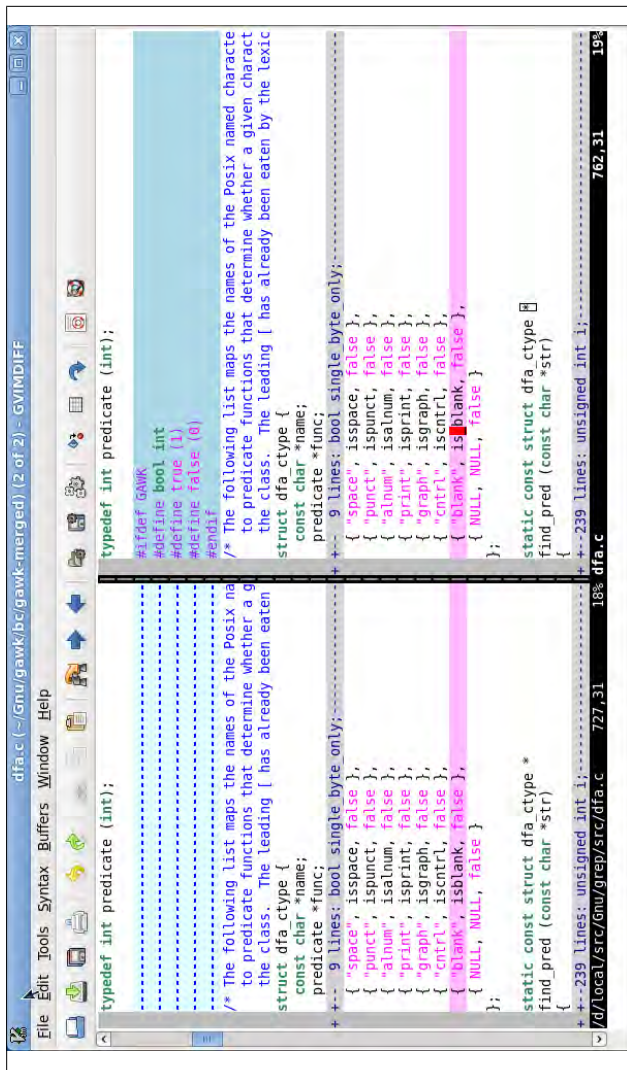 dfa.c (~/Gnu/gawk/bc/gawk-merged) (2 of 2) - GVIMDIFF
File Edit Tools Syntax Buffers Window Help
typedef int predicate (int);
/* The following list maps the names of the Posix na
to predicate functions that determine whether a g
the class. The leading [ has already been eaten
struct dfa_ctype {
const char *name;
predicate *func;
+ +-- 9 lines: bool single_byte_only;
{ "space", isspace, false },
{ "punct", ispunct, false },
{ "alnum", isalnum, false },
{ "print", isprint, false },
{ "graph", isgraph, false },
{ "cntrl", iscntrl, false },
{ "blank", isblank, false },
{ NULL, NULL, false }
};
static const struct dfa_ctype *
find_pred (const char *str)
{
+ +--239 lines: unsigned int i;
/d/local/src/Gnu/grep/src/dfa.c 727,31 18%
typedef int predicate (int);
#ifdef GAWK
#define bool int
#define true (1)
#define false (0)
#endif
/* The following list maps the names of the Posix named characte
to predicate functions that determine whether a given charact
the class. The leading [ has already been eaten by the lexic
struct dfa_ctype {
const char *name;
predicate *func;
+ +-- 9 lines: bool single_byte_only;
{ "space", isspace, false },
{ "punct", ispunct, false },
{ "alnum", isalnum, false },
{ "print", isprint, false },
{ "graph", isgraph, false },
{ "cntrl", iscntrl, false },
{ "blank", is_blank, false },
{ NULL, NULL, false }
};
static const struct dfa_ctype *
find_pred (const char *str)
{
+ +--239 lines: unsigned int i;
dfa.c 762,31 19%